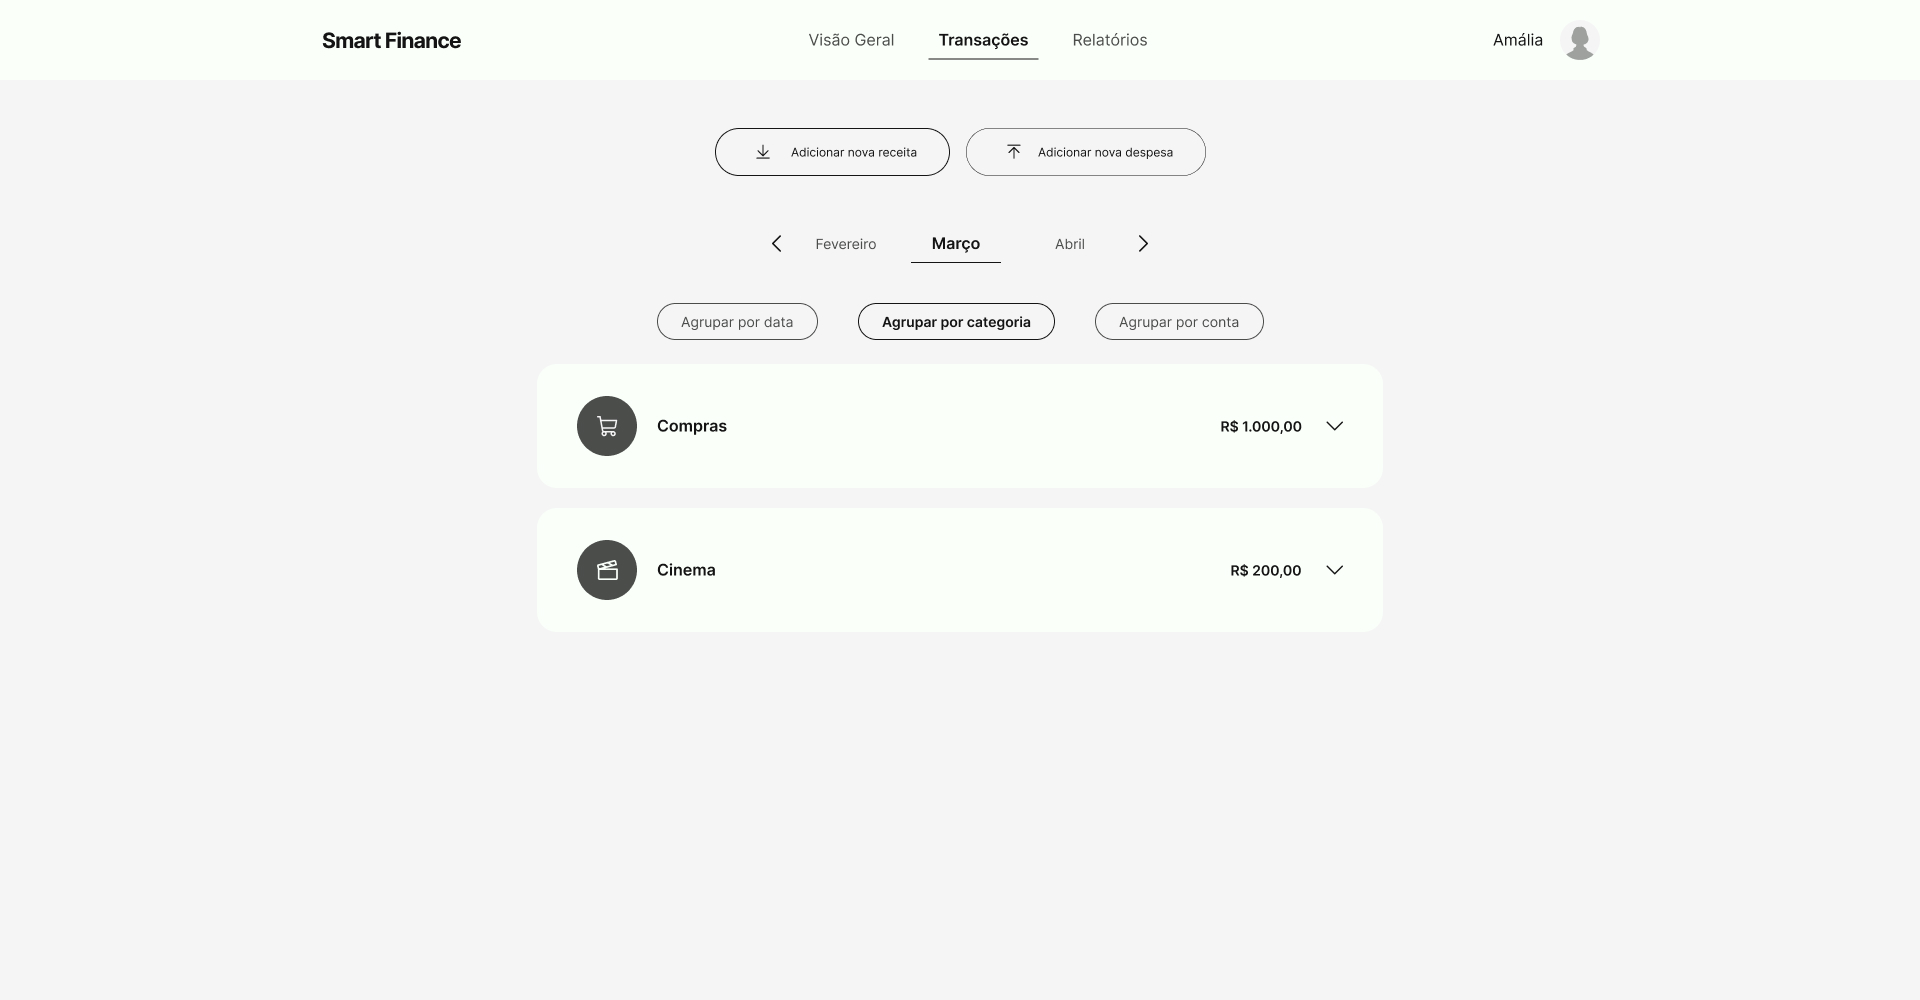 Smart Finance
Visão Geral
Transações
Relatórios
Amália
Adicionar nova receita
Adicionar nova despesa
Fevereiro
Março
Abril
Agrupar por data
Agrupar por categoria
Agrupar por conta
Compras
R$ 1.000,00
Cinema
R$ 200,00